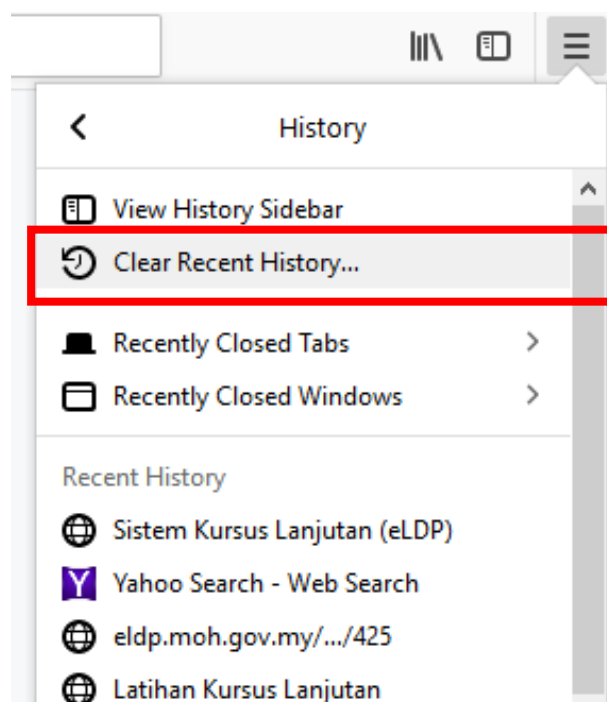 History
View History Sidebar
Clear Recent History...
Recently Closed Tabs
Recently Closed Windows
Recent History
Sistem Kursus Lanjutan (eLDP)
Yahoo Search - Web Search
eldp.moh.gov.my/.../425
Latihan Kursus Lanjutan